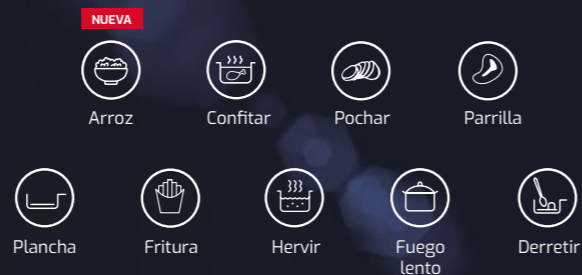 NUEVA
Arroz
Confitar
Pochar
Parrilla
Plancha
Fritura
Hervir
Fuego
lento
Derretir